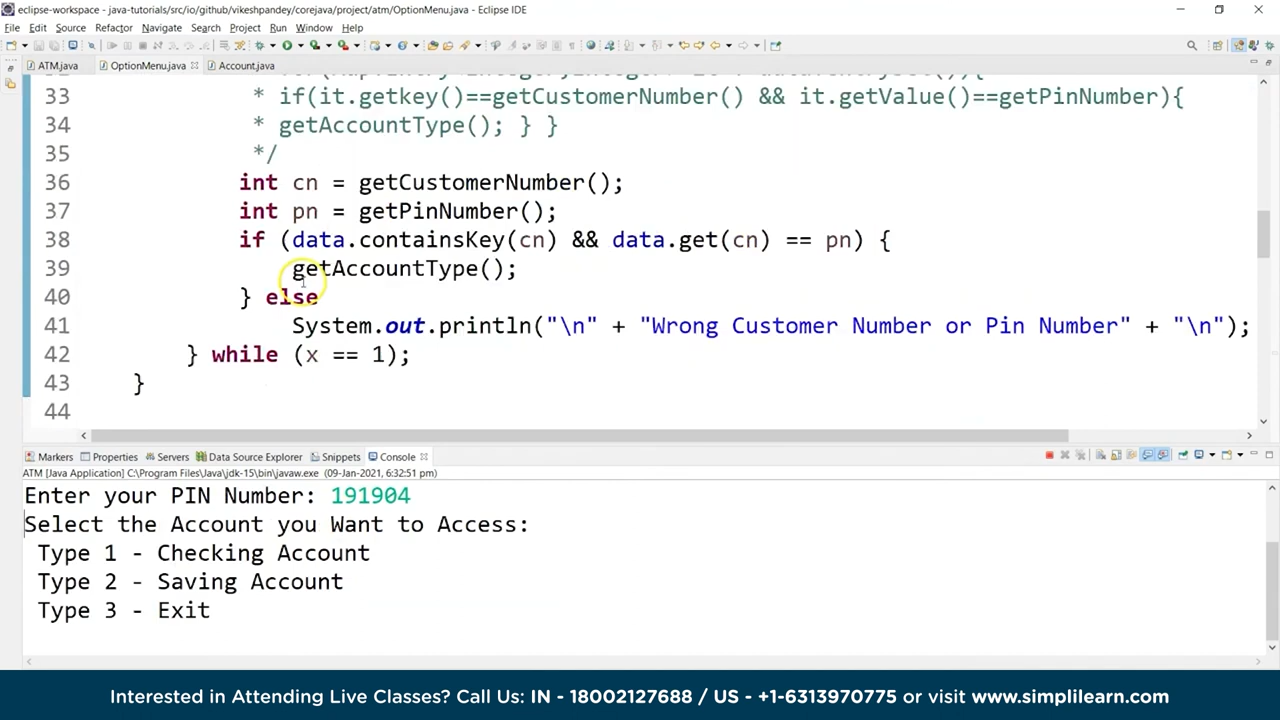 eclipse-workspace - java-tutorials/src/io/github/vikeshpandey/corejava/project/atm/OptionMenu.java - Eclipse IDE
File Edit Source Refactor Navigate Search Project Run Window Help
ATM.java OptionMenu.java Account.java
33 * if(it.getkey()==getCustomerNumber() && it.getValue()==getPinNumber){
34 * getAccountType(); } }
35 */
36 int cn = getCustomerNumber();
37 int pn = getPinNumber();
38 if (data.containsKey(cn) && data.get(cn) == pn) {
39 getAccountType();
40 } else
41 System.out.println("\n" + "Wrong Customer Number or Pin Number" + "\n");
42 } while (x == 1);
43 }
44
Markers Properties Servers Data Source Explorer Snippets Console
ATM [Java Application] C:\Program Files\Java\jdk-15\bin\javaw.exe (09-Jan-2021, 6:32:51 pm)
Enter your PIN Number: 191904
Select the Account you Want to Access:
Type 1 - Checking Account
Type 2 - Saving Account
Type 3 - Exit
Interested in Attending Live Classes? Call Us: IN - 18002127688 / US - +1-6313970775 or visit www.simplilearn.com